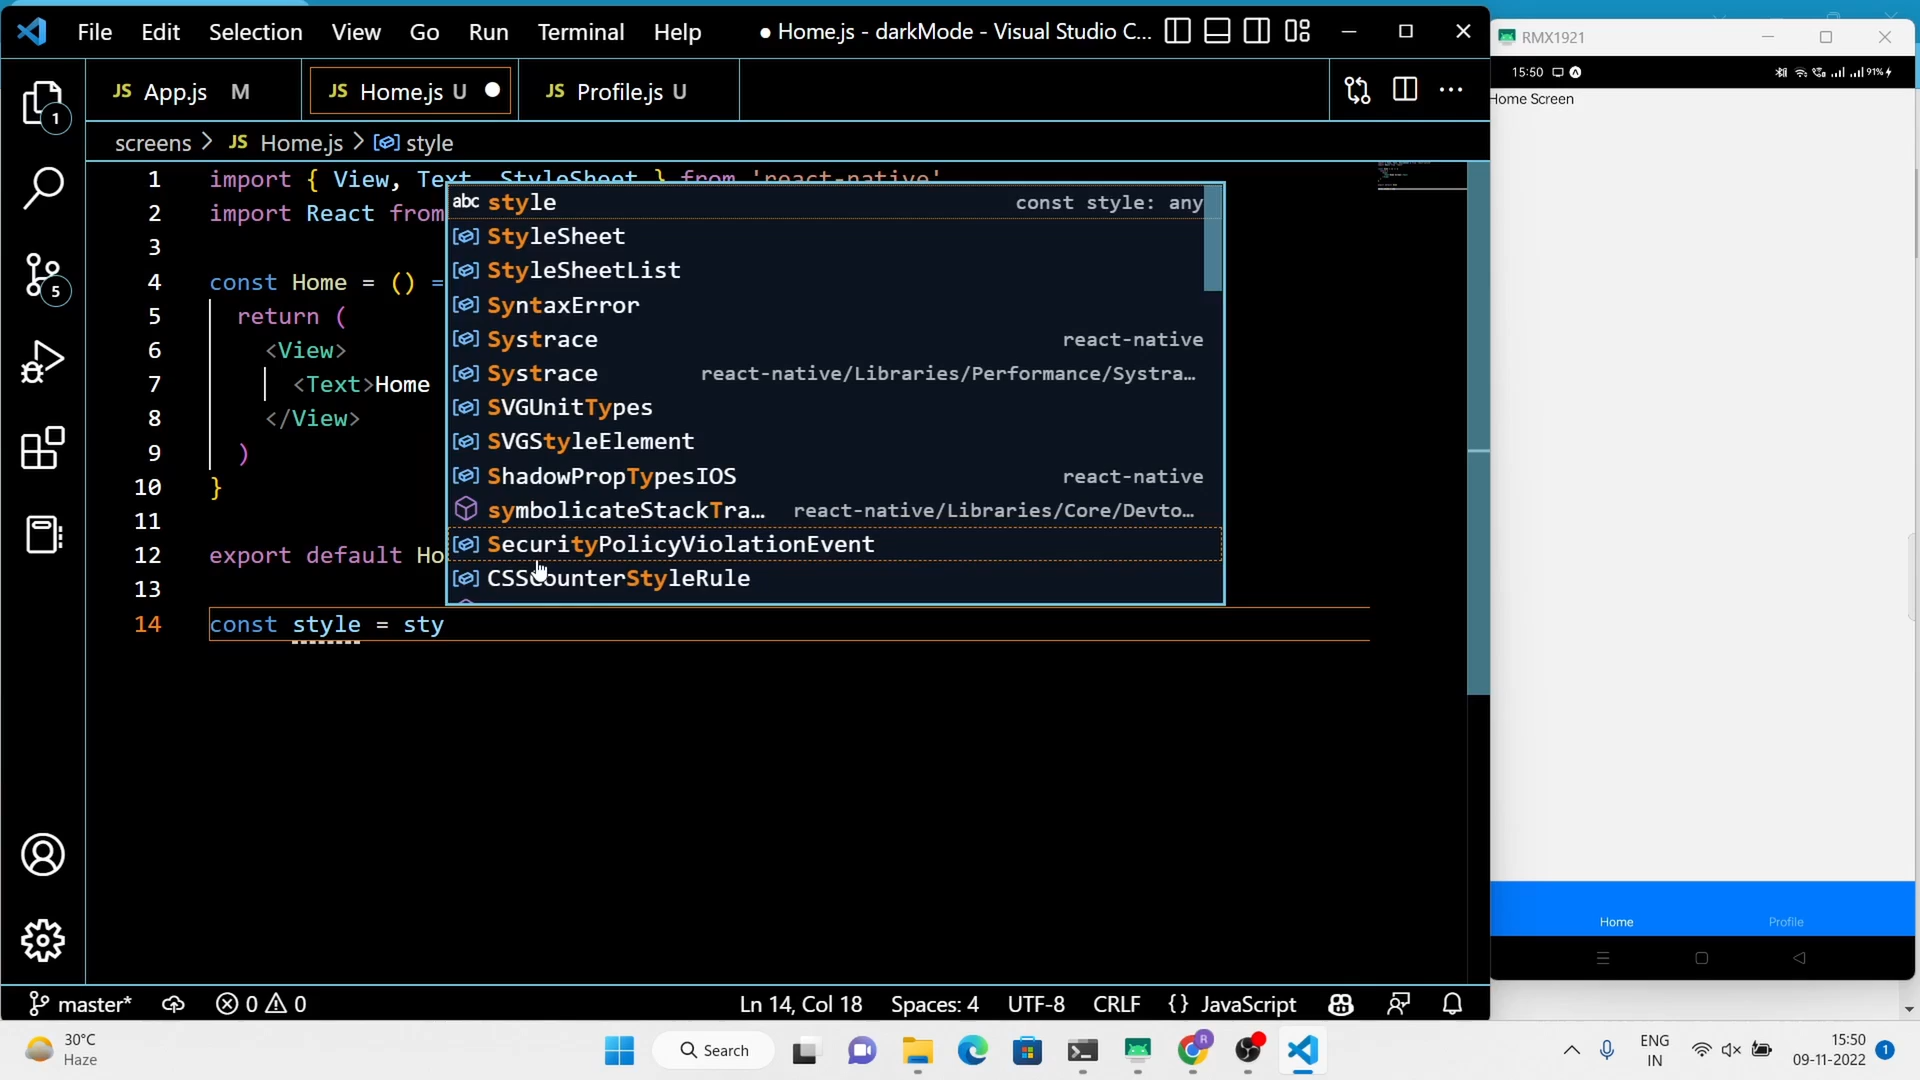 File Edit Selection View Go Run Terminal Help ● Home.js - darkMode - Visual Studio C...
RMX1921
JS App.js M JS Home.js U JS Profile.js U
15:50 91%
Home Screen
screens > JS Home.js > style
1 import { View, Text, StyleSheet } from 'react-native'
2 import React from
3
4 const Home = () =
5 return (
6 <View>
7 <Text>Home
8 </View>
9 )
10 }
11
12 export default Ho
13
14 const style = sty
abc style const style: any
StyleSheet
StyleSheetList
SyntaxError
Systrace react-native
Systrace react-native/Libraries/Performance/Systra…
SVGUnitTypes
SVGStyleElement
ShadowPropTypesIOS react-native
symbolicateStackTra… react-native/Libraries/Core/Devto…
SecurityPolicyViolationEvent
CSSCounterStyleRule
1
5
Home Profile
master* 0 0 Ln 14, Col 18 Spaces: 4 UTF-8 CRLF {} JavaScript
30°C
Haze
Search
R
ENG
IN
15:50
09-11-2022
1